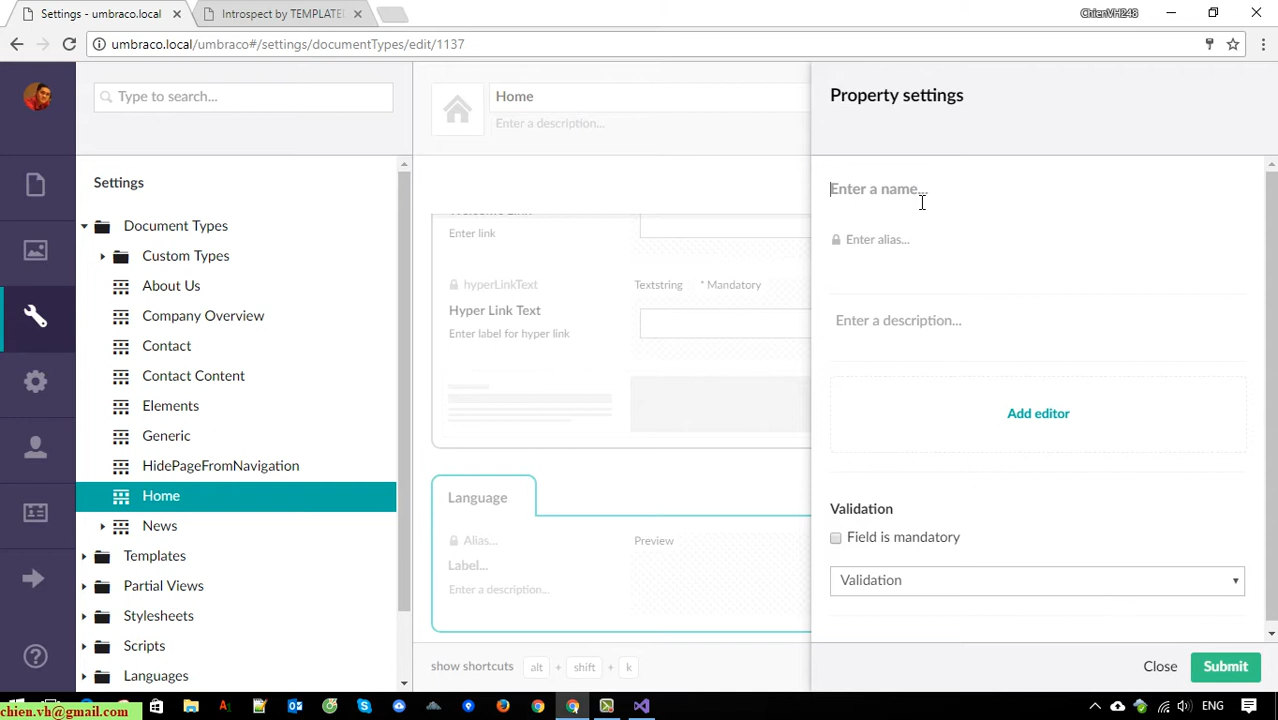 Settings - umbraco.local
Introspect by TEMPLATE
ChienVH248
umbraco.local/umbraco#/settings/documentTypes/edit/1137
Type to search...
Settings
Document Types
Custom Types
About Us
Company Overview
Contact
Contact Content
Elements
Generic
HidePageFromNavigation
Home
News
Templates
Partial Views
Stylesheets
Scripts
Languages
Home
Enter a description...
Welcome Link
Enter link
hyperLinkText
Textstring * Mandatory
Hyper Link Text
Enter label for hyper link
Language
Alias...
Preview
Label...
Enter a description...
show shortcuts alt + shift + k
Property settings
Enter a name...
Enter alias...
Enter a description...
Add editor
Validation
Field is mandatory
Validation
Close
Submit
ENG
chien.vh@gmail.com